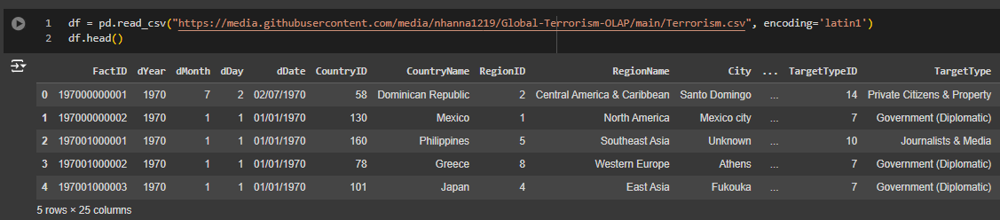 1 df = pd.read_csv("https://media.githubusercontent.com/media/nhanna1219/Global-Terrorism-OLAP/main/Terrorism.csv", encoding='latin1')
2 df.head()
FactID dYear dMonth dDay dDate CountryID CountryName RegionID RegionName City ... TargetTypeID TargetType
0 197000000001 1970 7 2 02/07/1970 58 Dominican Republic 2 Central America & Caribbean Santo Domingo ... 14 Private Citizens & Property
1 197000000002 1970 1 1 01/01/1970 130 Mexico 1 North America Mexico city ... 7 Government (Diplomatic)
2 197001000001 1970 1 1 01/01/1970 160 Philippines 5 Southeast Asia Unknown ... 10 Journalists & Media
3 197001000002 1970 1 1 01/01/1970 78 Greece 8 Western Europe Athens ... 7 Government (Diplomatic)
4 197001000003 1970 1 1 01/01/1970 101 Japan 4 East Asia Fukouka ... 7 Government (Diplomatic)
5 rows × 25 columns